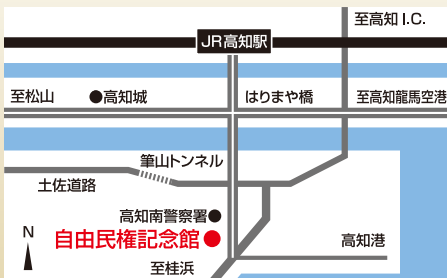 至高知 I.C.
JR高知駅
至松山
高知城
はりまや橋
至高知龍馬空港
筆山トンネル
土佐道路
高知南警察署
N
自由民権記念館
高知港
至桂浜